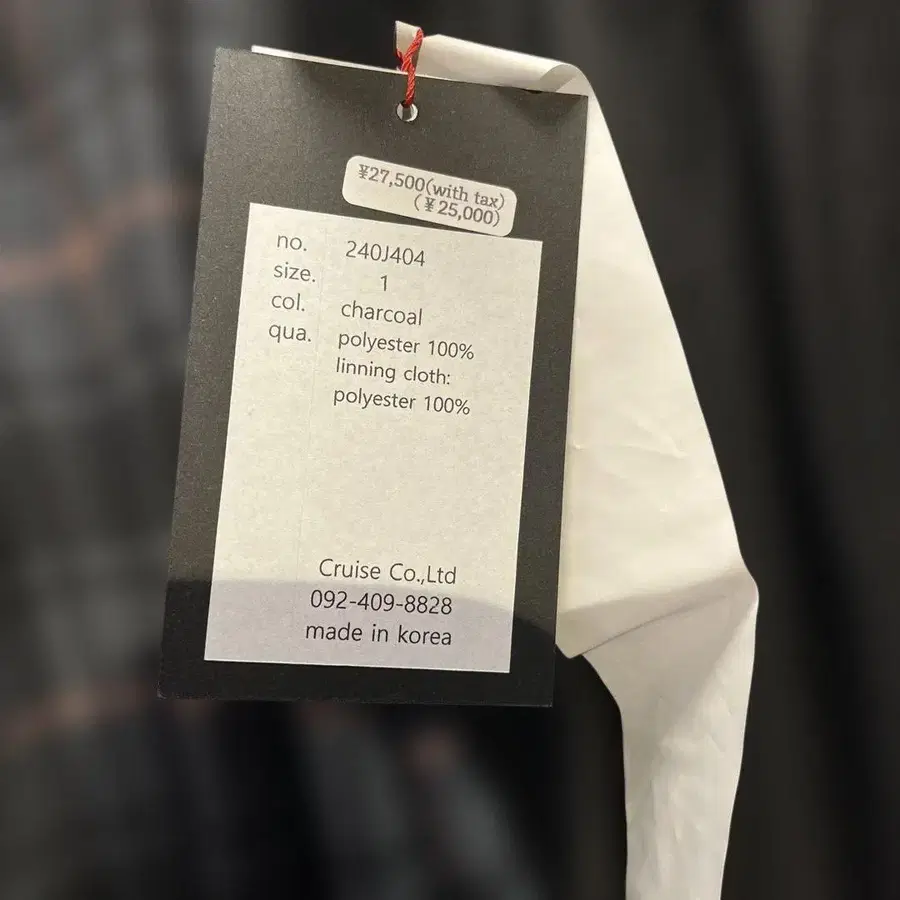 ¥27,500(with tax)
(¥25,000)
no. 240J404
size. 1
col. charcoal
qua. polyester 100%
linning cloth:
polyester 100%
Cruise Co.,Ltd
092-409-8828
made in korea